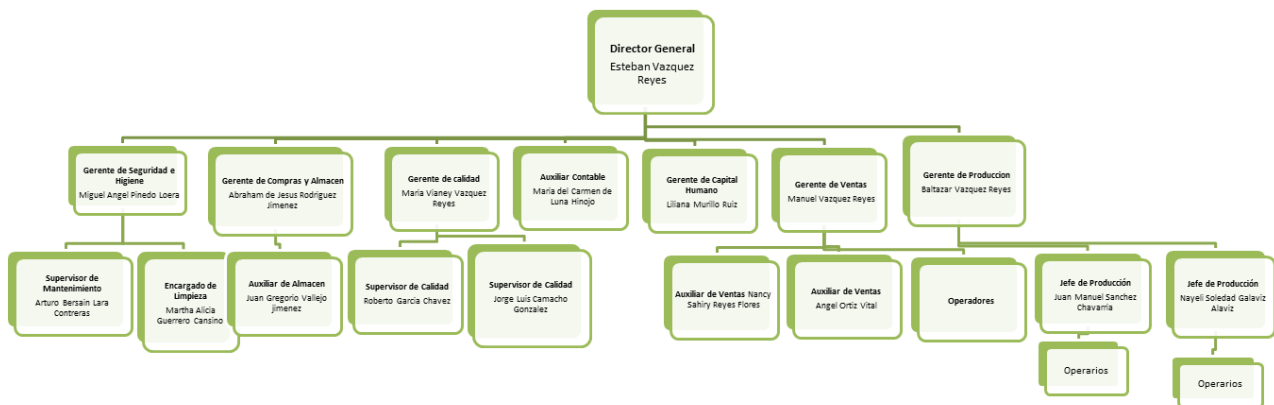 Director General
Esteban Vazquez
Reyes
Gerente de Seguridad e
Higiene
Miguel Angel Pinedo Loera
Gerente de Compras y Almacen
Abraham de Jesus Rodriguez
Jimenez
Gerente de calidad
Maria Vianey Vazquez
Reyes
Auxiliar Contable
Maria del Carmen de
Luna Hinojo
Gerente de Capital
Humano
Liliana Murillo Ruiz
Gerente de Ventas
Manuel Vazquez Reyes
Gerente de Produccion
Baltazar Vazquez Reyes
Supervisor de
Mantenimiento
Arturo Bersain Lara
Contreras
Encargado de
Limpieza
Martha Alicia
Guerrero Cansino
Auxiliar de Almacen
Juan Gregorio Vallejo
Jimenez
Supervisor de Calidad
Roberto Garcia Chavez
Supervisor de Calidad
Jorge Luis Camacho
Gonzalez
Auxiliar de Ventas Nancy
Sahiry Reyes Flores
Auxiliar de Ventas
Angel Ortiz Vital
Operadores
Jefe de Producción
Juan Manuel Sanchez
Chavarria
Jefe de Producción
Nayeli Soledad Galaviz
Alaviz
Operarios
Operarios